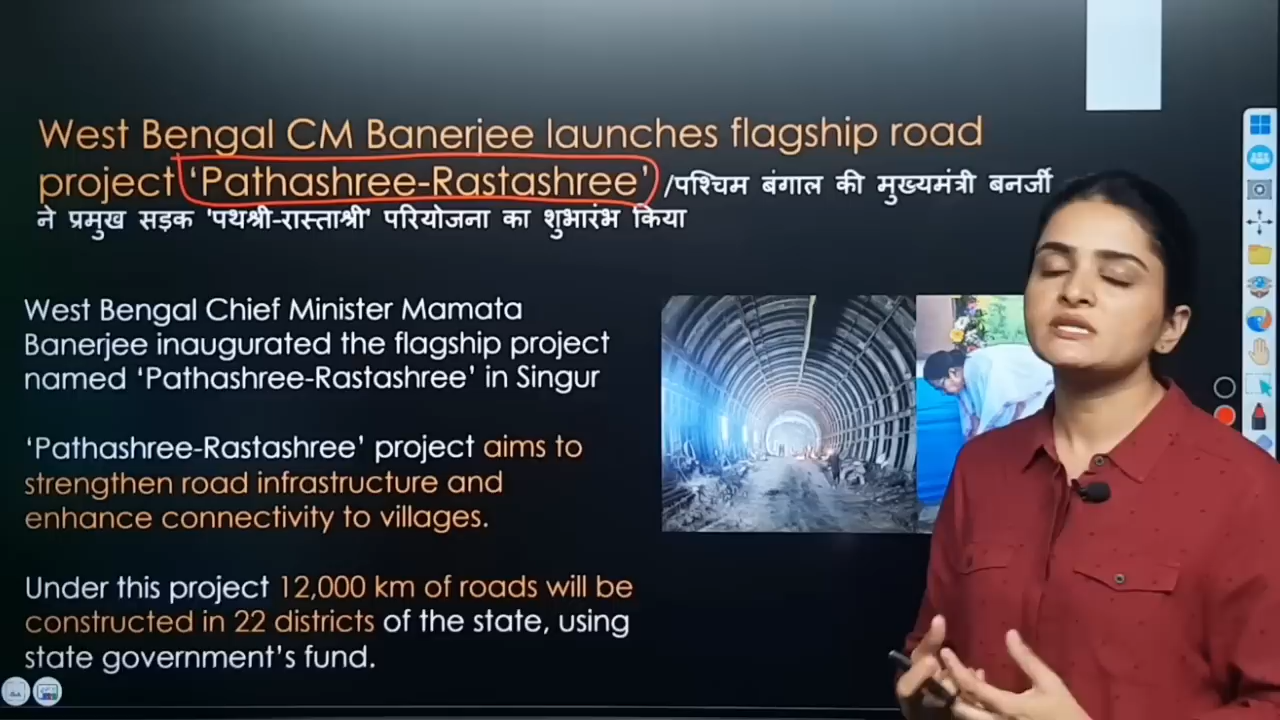 West Bengal CM Banerjee launches flagship road
project ‘Pathashree-Rastashree’ /पश्चिम बंगाल की मुख्यमंत्री बनर्जी
ने प्रमुख सड़क 'पथश्री-रास्ताश्री' परियोजना का शुभारंभ किया
West Bengal Chief Minister Mamata
Banerjee inaugurated the flagship project
named ‘Pathashree-Rastashree’ in Singur
‘Pathashree-Rastashree’ project aims to
strengthen road infrastructure and
enhance connectivity to villages.
Under this project 12,000 km of roads will be
constructed in 22 districts of the state, using
state government’s fund.